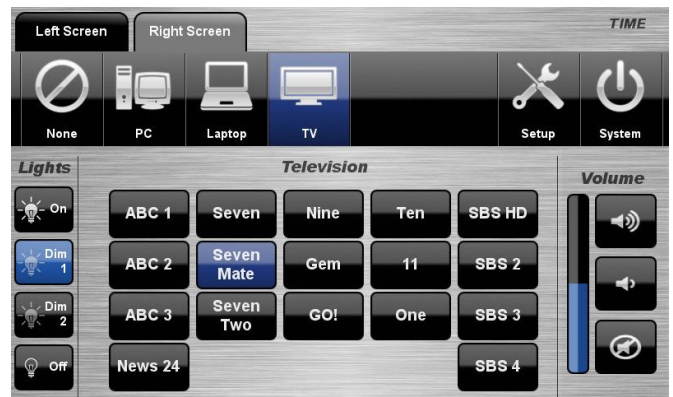 Left Screen
Right Screen
TIME
None
PC
Laptop
TV
Setup
System
Lights
Television
Volume
On
Dim
1
Dim
2
Off
ABC 1
Seven
Nine
Ten
SBS HD
ABC 2
Seven
Mate
Gem
11
SBS 2
ABC 3
Seven
Two
GO!
One
SBS 3
News 24
SBS 4